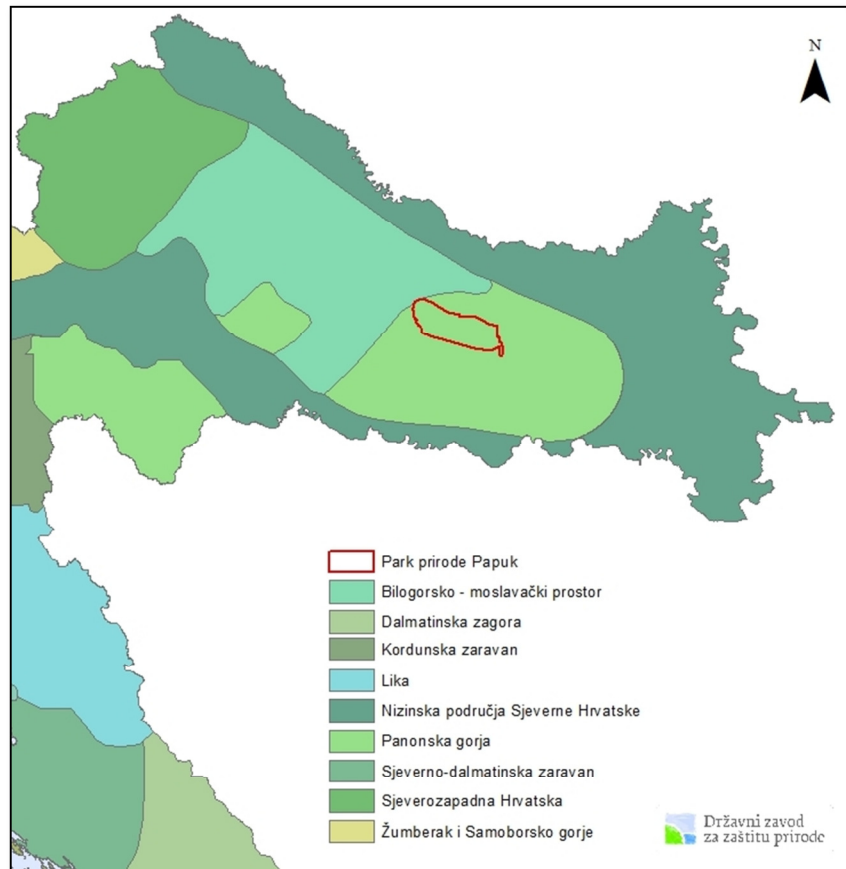 N
Park prirode Papuk
Bilogorsko - moslavački prostor
Dalmatinska zagora
Kordunska zaravan
Lika
Nizinska područja Sjeverne Hrvatske
Panonska gorja
Sjeverno-dalmatinska zaravan
Sjeverozapadna Hrvatska
Žumberak i Samoborsko gorje
Državni zavod
za zaštitu prirode